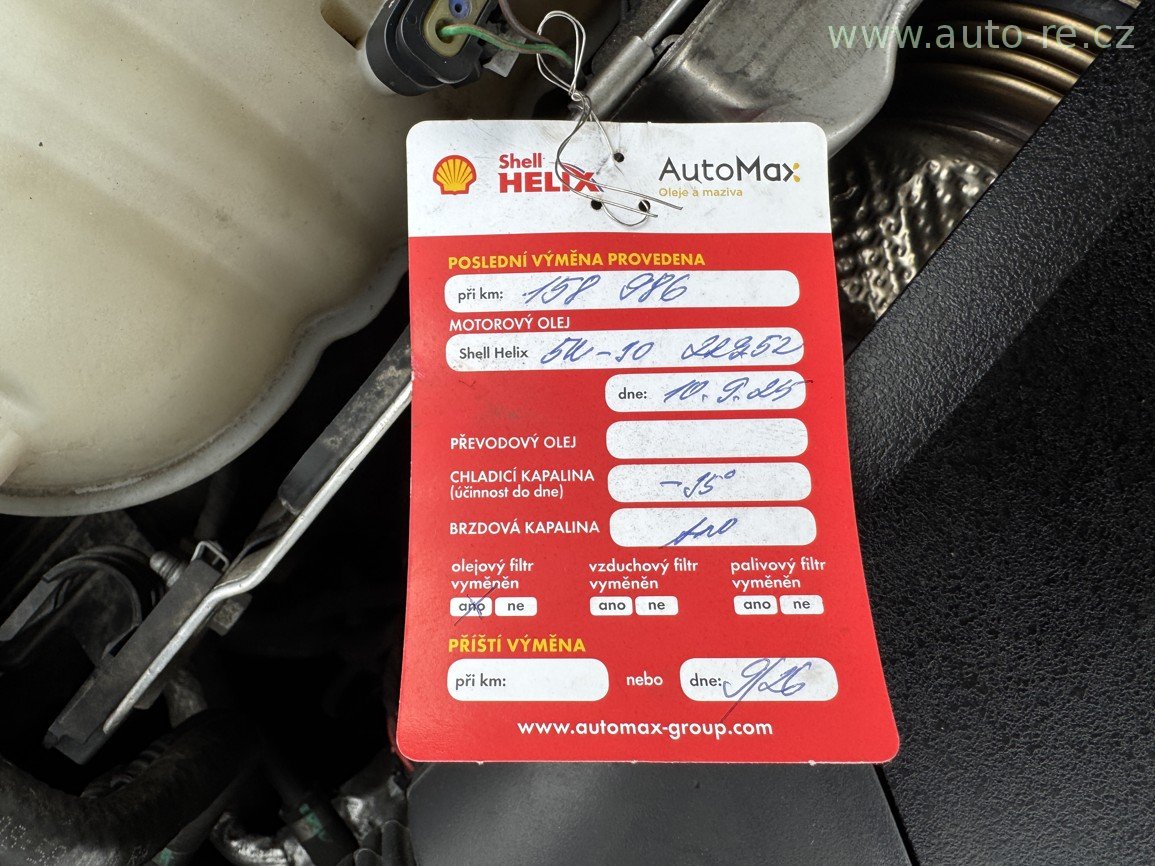 www.auto-re.cz
Shell
HELIX
AutoMax
Oleje a maziva
POSLEDNÍ VÝMĚNA PROVEDENA
při km: 158 986
MOTOROVÝ OLEJ
Shell Helix 5W-30 22952
dne: 10.9.25
PŘEVODOVÝ OLEJ
CHLADICÍ KAPALINA
(účinnost do dne) -35°
BRZDOVÁ KAPALINA ano
olejový filtr vyměněn
vzduchový filtr vyměněn
palivový filtr vyměněn
ano ne
ano ne
ano ne
PŘÍŠTÍ VÝMĚNA
při km: nebo dne: 9/26
www.automax-group.com